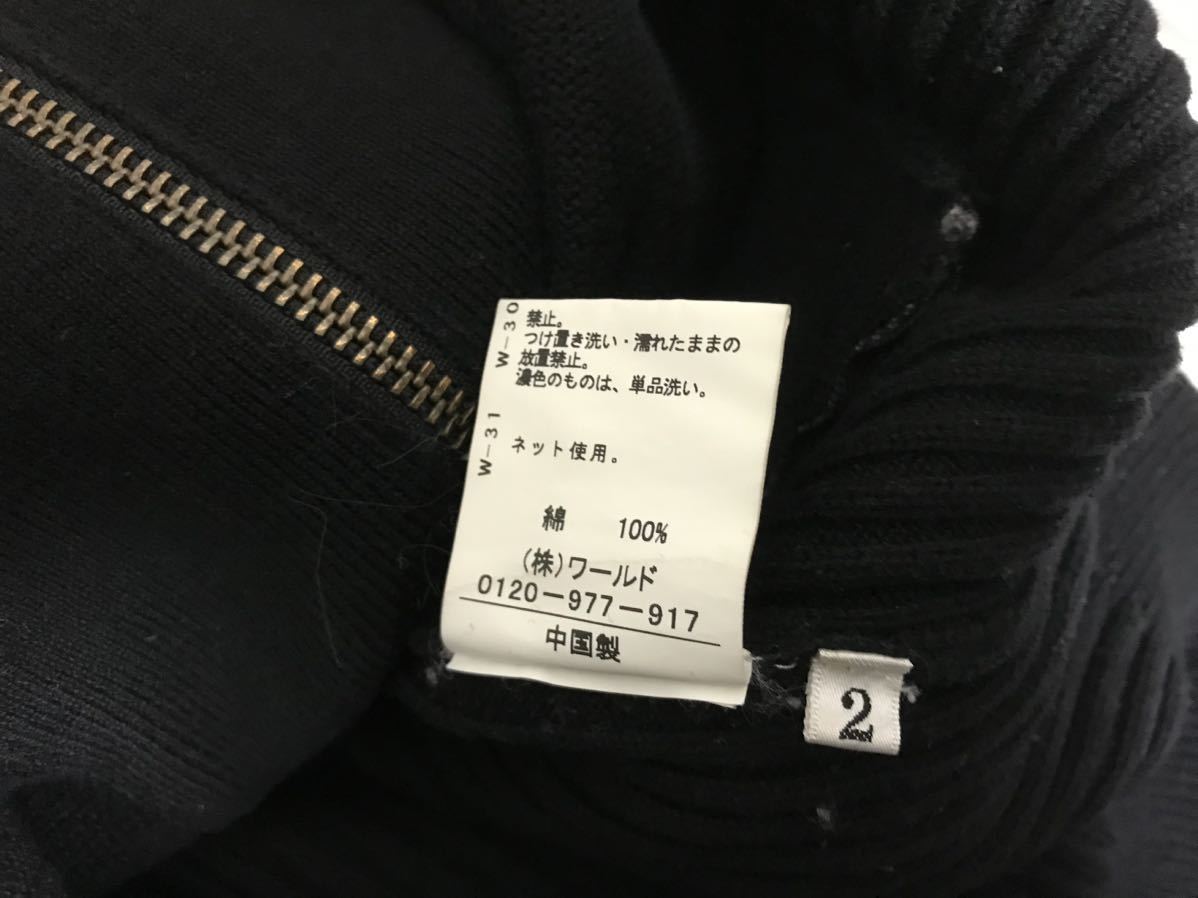 W-30
禁止。
つけ置き洗い・濡れたままの
放置禁止。
濃色のものは、単品洗い。
W-31
ネット使用。
綿 100%
(株)ワールド
0120-977-917
中国製
2